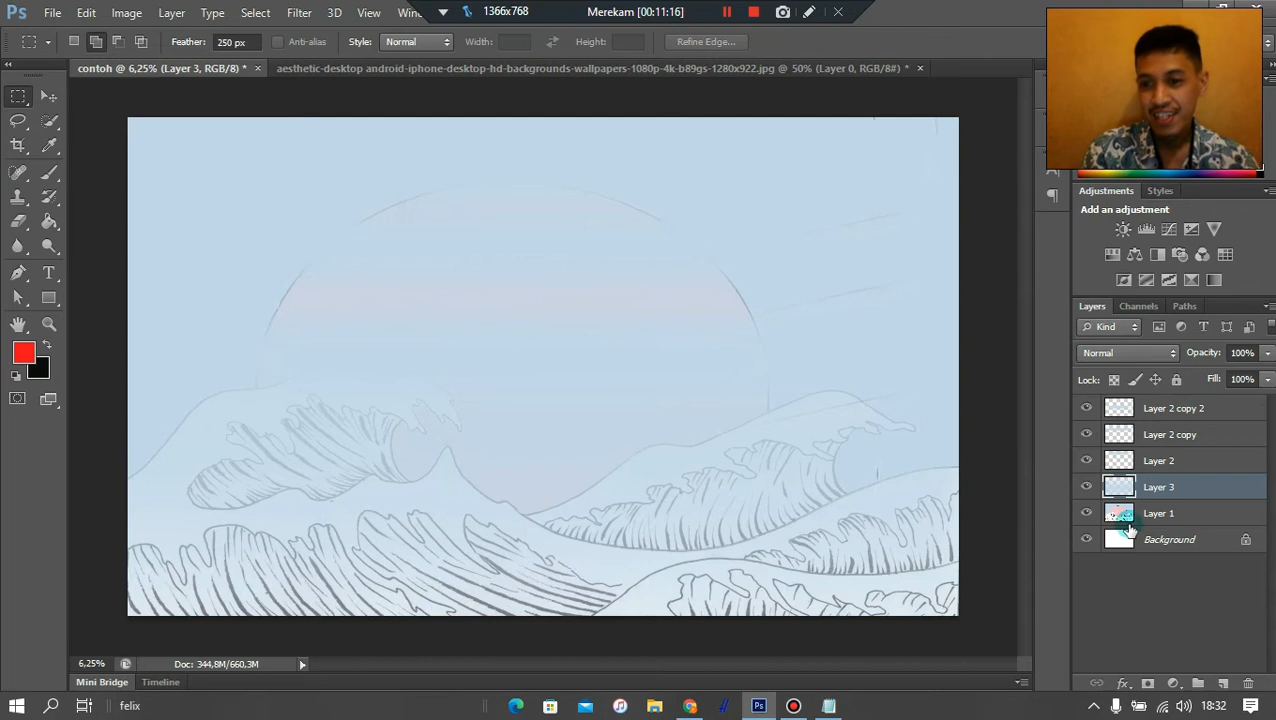 Ps File Edit Image Layer Type Select Filter 3D View
1366x768 Merekam [00:11:16]
Feather: 250 px Anti-alias Style: Normal Width: Height: Refine Edge...
contoh @ 6,25% (Layer 3, RGB/8) * × aesthetic-desktop android-iphone-desktop-hd-backgrounds-wallpapers-1080p-4k-b89gs-1280x922.jpg @ 50% (Layer 0, RGB/8#) * ×
Adjustments Styles
Add an adjustment
Layers Channels Paths
Kind
Normal Opacity: 100%
Lock: Fill: 100%
Layer 2 copy 2
Layer 2 copy
Layer 2
Layer 3
Layer 1
Background
6,25% Doc: 344,8M/660,3M
Mini Bridge Timeline
fx
felix
Ps
18:32